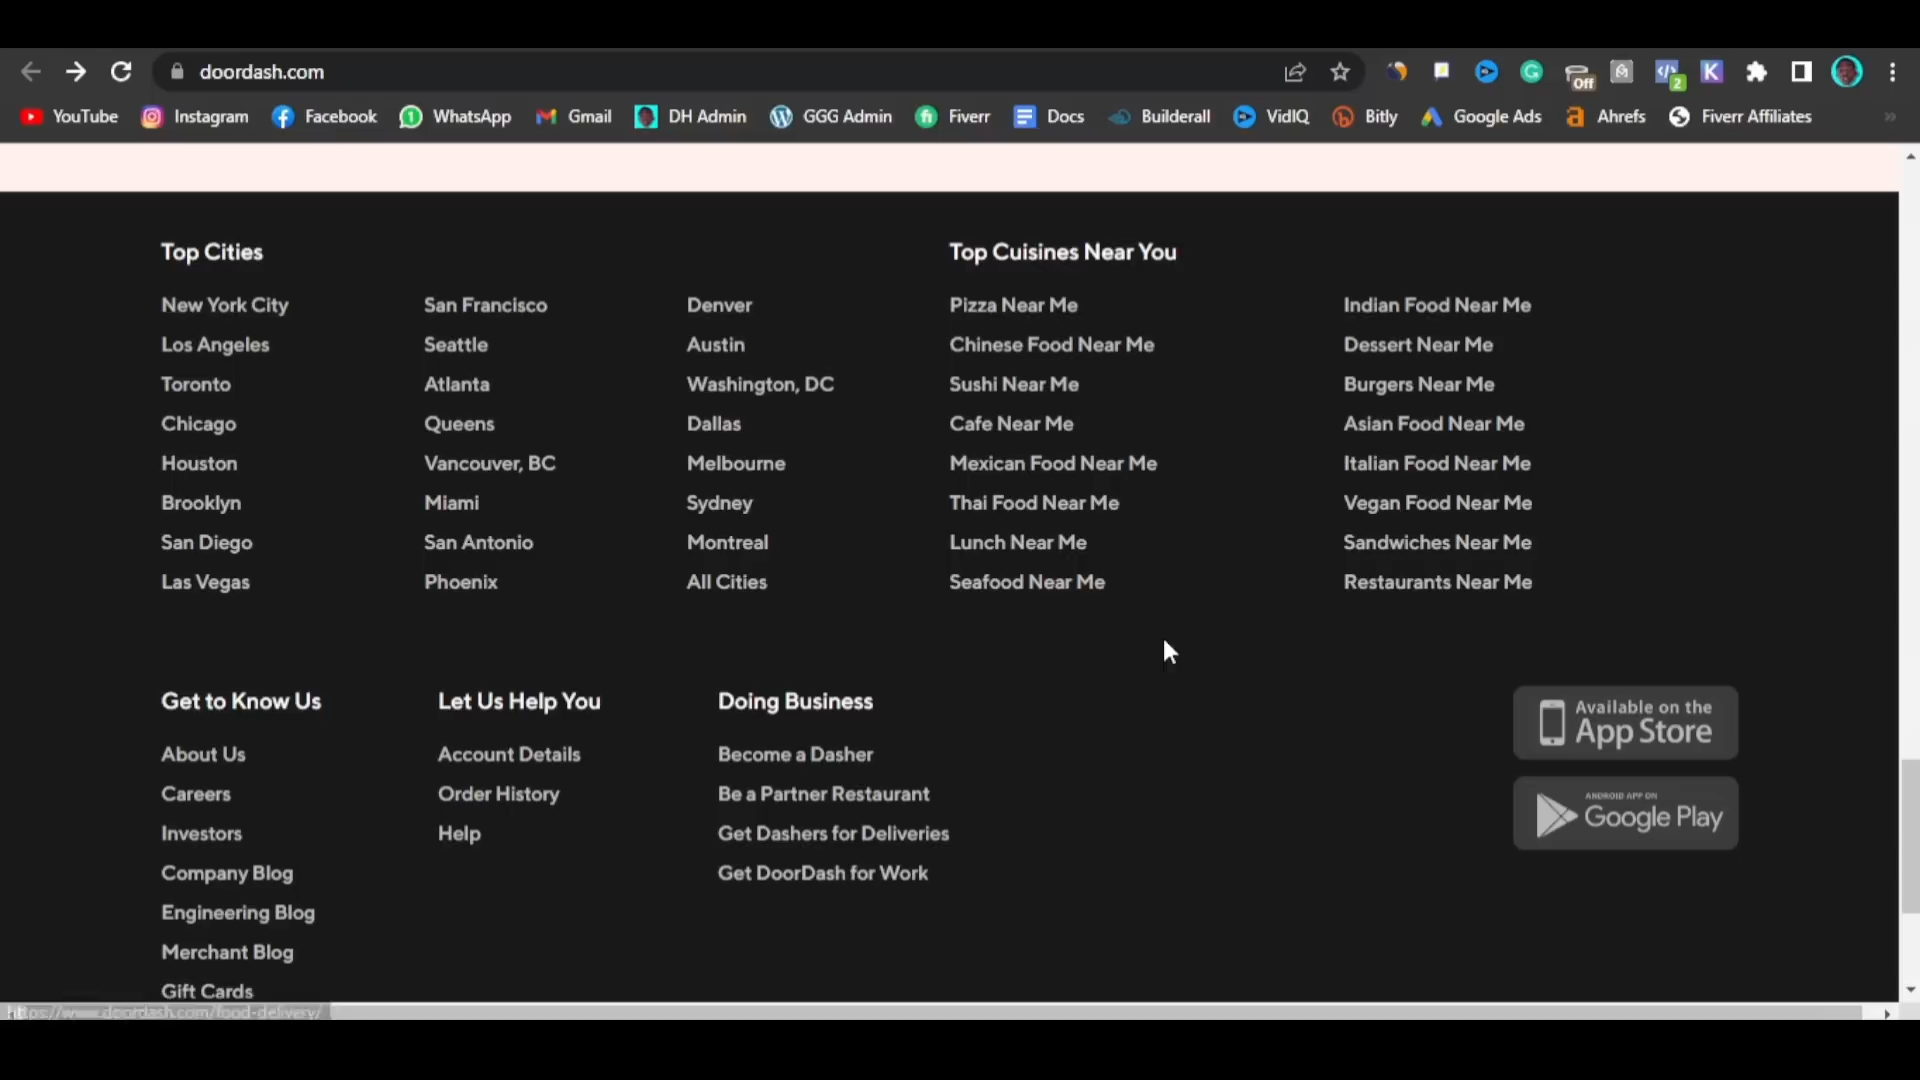 doordash.com
Off
2
YouTube Instagram Facebook WhatsApp Gmail DH Admin GGG Admin Fiverr Docs Builderall VidIQ Bitly Google Ads Ahrefs Fiverr Affiliates
Top Cities
New York City San Francisco Denver
Los Angeles Seattle Austin
Toronto Atlanta Washington, DC
Chicago Queens Dallas
Houston Vancouver, BC Melbourne
Brooklyn Miami Sydney
San Diego San Antonio Montreal
Las Vegas Phoenix All Cities
Top Cuisines Near You
Pizza Near Me Indian Food Near Me
Chinese Food Near Me Dessert Near Me
Sushi Near Me Burgers Near Me
Cafe Near Me Asian Food Near Me
Mexican Food Near Me Italian Food Near Me
Thai Food Near Me Vegan Food Near Me
Lunch Near Me Sandwiches Near Me
Seafood Near Me Restaurants Near Me
Get to Know Us
About Us
Careers
Investors
Company Blog
Engineering Blog
Merchant Blog
Gift Cards
Let Us Help You
Account Details
Order History
Help
Doing Business
Become a Dasher
Be a Partner Restaurant
Get Dashers for Deliveries
Get DoorDash for Work
Available on the
App Store
ANDROID APP ON
Google Play
https://www.doordash.com/food-delivery/